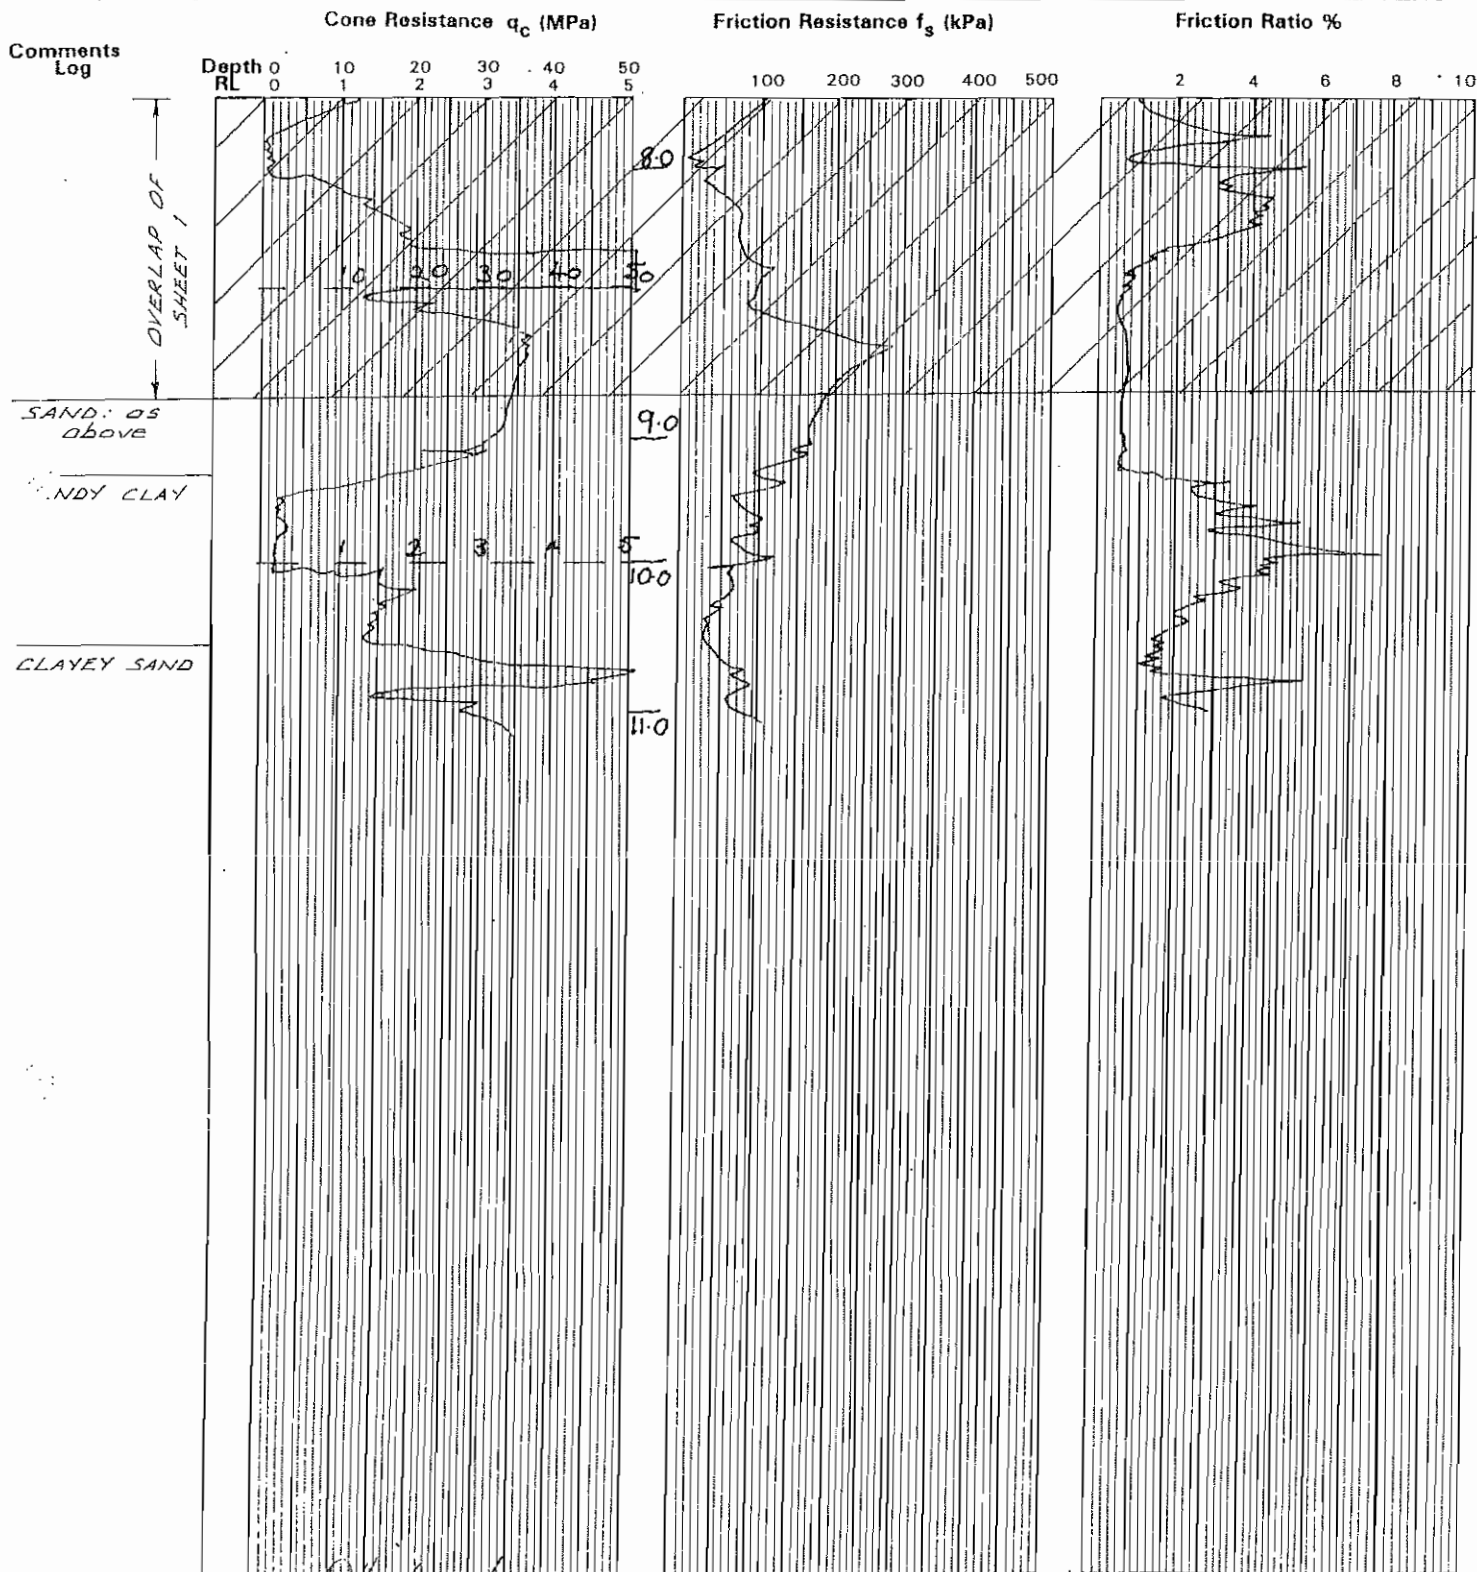 Cone Resistance qc (MPa)
Friction Resistance fs (kPa)
Friction Ratio %
Comments
Log
Depth 0 10 20 30 40 50
RL 0 1 2 3 4 5
100 200 300 400 500
2 4 6 8 10
OVERLAP OF
SHEET 1
8.0
10 20 30 40 50
SAND: as
above
9.0
NDY CLAY
1 2 3 4 5
10.0
CLAYEY SAND
11.0